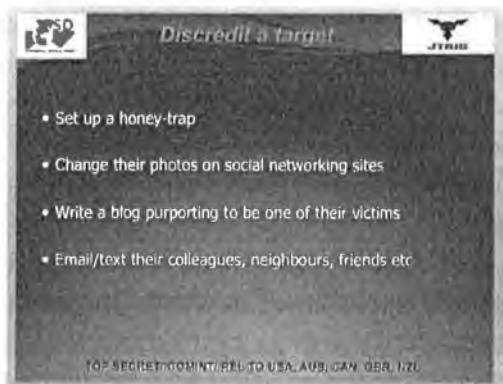 Discredit a target
JTRIG
• Set up a honey-trap
• Change their photos on social networking sites
• Write a blog purporting to be one of their victims
• Email/text their colleagues, neighbours, friends etc
TOP SECRET//COMINT//REL TO USA, AUS, CAN, GBR, NZL